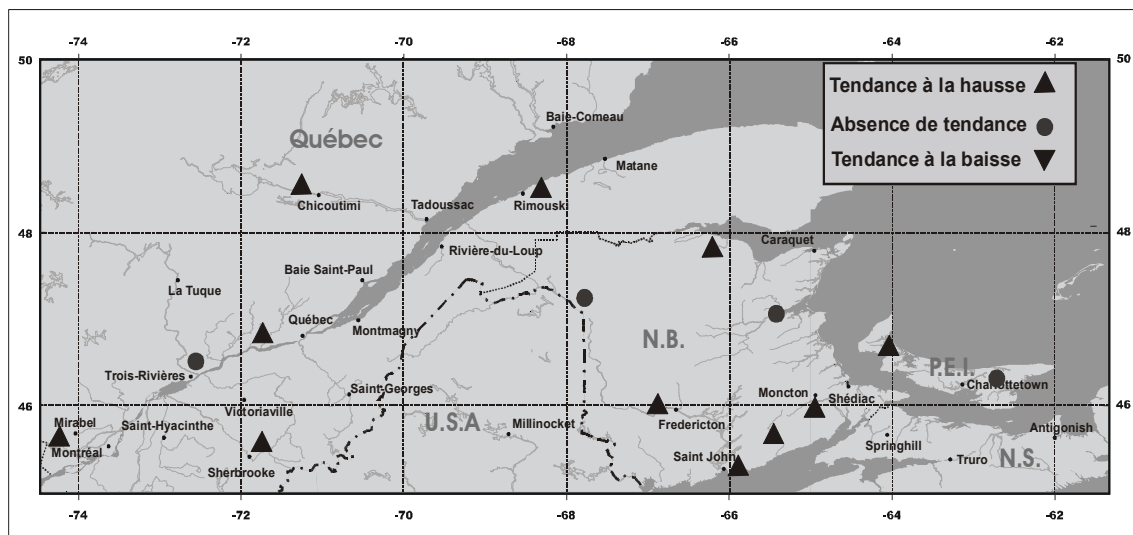 -74 -72 -70 -68 -66 -64 -62
50 50
Tendance à la hausse
Absence de tendance
Tendance à la baisse
Baie-Comeau
Québec
Matane
Chicoutimi
Rimouski
Tadoussac
48 48
Rivière-du-Loup
Caraquet
Baie Saint-Paul
La Tuque
Québec
Montmagny
N.B.
Trois-Rivières
P.E.I.
Charlottetown
Saint-Georges
Victoriaville
Moncton
Shédiac
46 46
U.S.A
Millinocket
Fredericton
Mirabel
Saint-Hyacinthe
Antigonish
Montréal
Springhill
Saint John
Truro
N.S.
Sherbrooke
-74 -72 -70 -68 -66 -64 -62